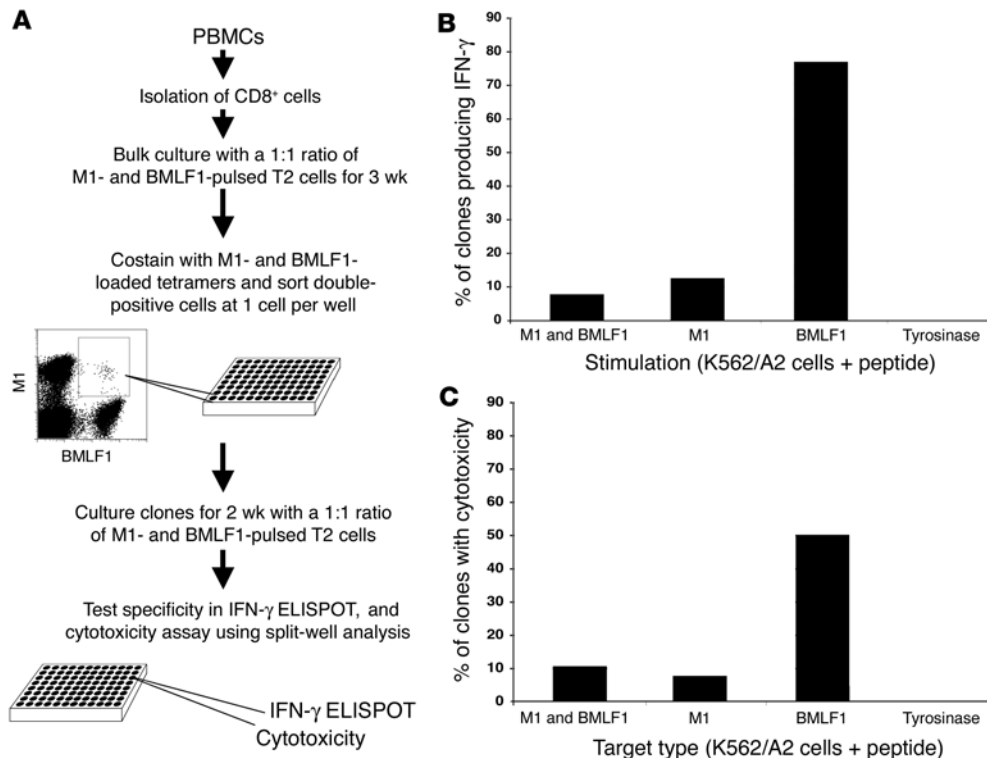 A
PBMCs
Isolation of CD8⁺ cells
Bulk culture with a 1:1 ratio of
M1- and BMLF1-pulsed T2 cells for 3 wk
Costain with M1- and BMLF1-
loaded tetramers and sort double-
positive cells at 1 cell per well
M1
BMLF1
Culture clones for 2 wk with a 1:1 ratio
of M1- and BMLF1-pulsed T2 cells
Test specificity in IFN-γ ELISPOT, and
cytotoxicity assay using split-well analysis
IFN-γ ELISPOT
Cytotoxicity
B
% of clones producing IFN-γ
90
80
70
60
50
40
30
20
10
0
M1 and BMLF1
M1
BMLF1
Tyrosinase
Stimulation (K562/A2 cells + peptide)
C
% of clones with cytotoxicity
90
80
70
60
50
40
30
20
10
0
M1 and BMLF1
M1
BMLF1
Tyrosinase
Target type (K562/A2 cells + peptide)